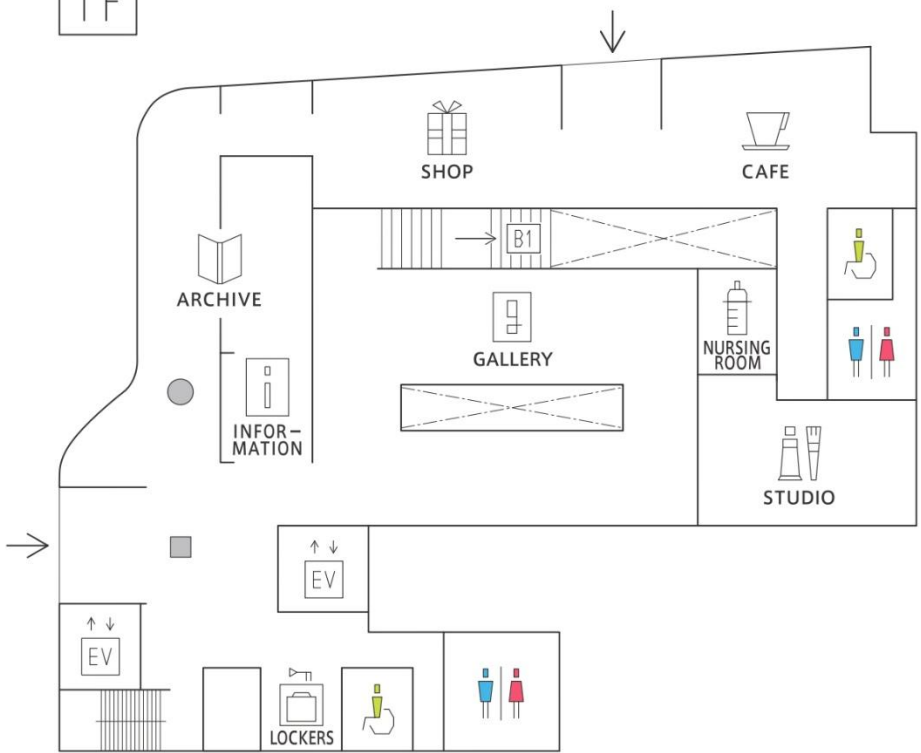 1F
SHOP
CAFE
B1
ARCHIVE
GALLERY
NURSING
ROOM
INFOR–
MATION
STUDIO
EV
EV
LOCKERS